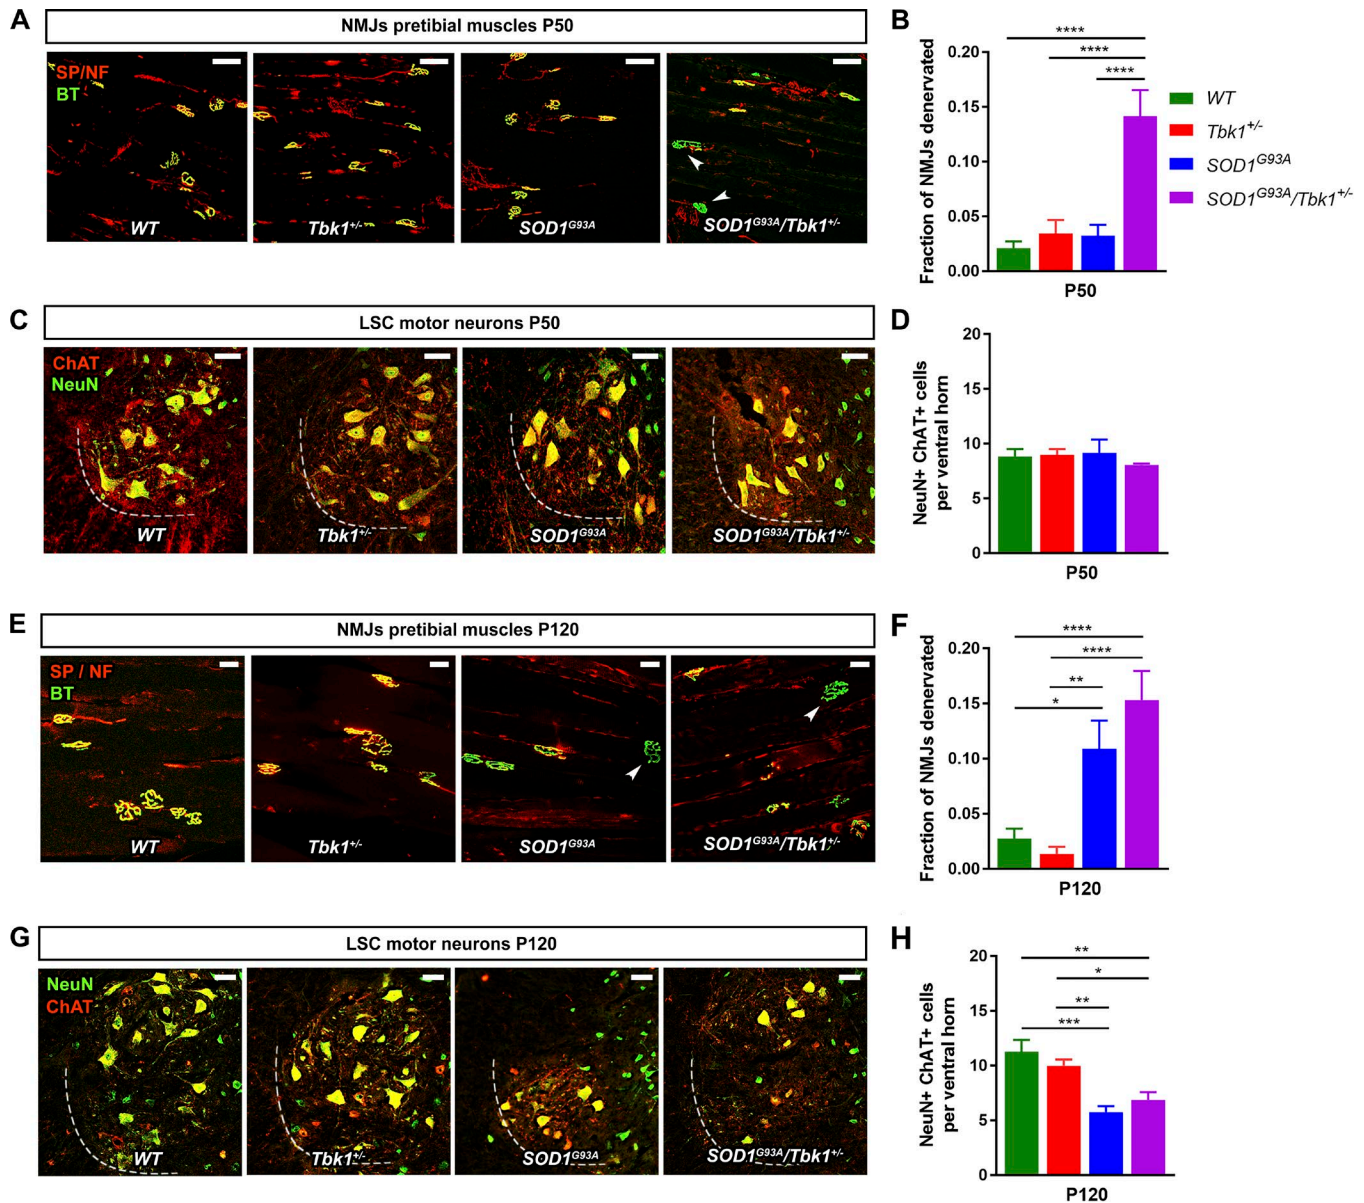 A
NMJs pretibial muscles P50
SP/NF
BT
WT
Tbk1+/-
SOD1G93A
SOD1G93A/Tbk1+/-
B
Fraction of NMJs denervated
0.20
0.15
0.10
0.05
0.00
****
****
****
P50
WT
Tbk1+/-
SOD1G93A
SOD1G93A/Tbk1+/-
C
LSC motor neurons P50
ChAT
NeuN
WT
Tbk1+/-
SOD1G93A
SOD1G93A/Tbk1+/-
D
NeuN+ ChAT+ cells
per ventral horn
20
15
10
5
0
P50
E
NMJs pretibial muscles P120
SP / NF
BT
WT
Tbk1+/-
SOD1G93A
SOD1G93A/Tbk1+/-
F
Fraction of NMJs denervated
0.20
0.15
0.10
0.05
0.00
****
****
**
*
P120
G
LSC motor neurons P120
NeuN
ChAT
WT
Tbk1+/-
SOD1G93A
SOD1G93A/Tbk1+/-
H
NeuN+ ChAT+ cells
per ventral horn
20
15
10
5
0
**
*
**
***
P120